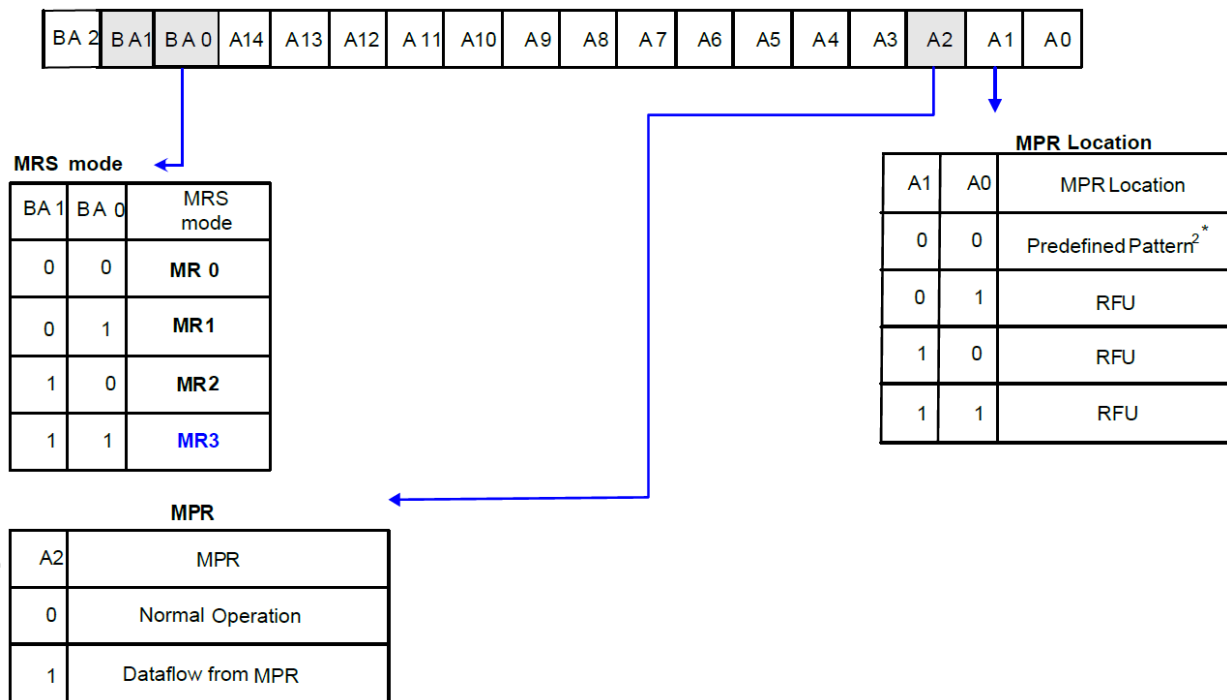 BA 2 BA1 BA 0 A14 A13 A12 A 11 A10 A9 A8 A 7 A6 A5 A4 A3 A2 A 1 A 0
MRS mode
BA 1 BA 0 MRS mode
0 0 MR 0
0 1 MR1
1 0 MR2
1 1 MR3
MPR Location
A1 A0 MPR Location
0 0 Predefined Pattern2*
0 1 RFU
1 0 RFU
1 1 RFU
MPR
A2 MPR
0 Normal Operation
1 Dataflow from MPR